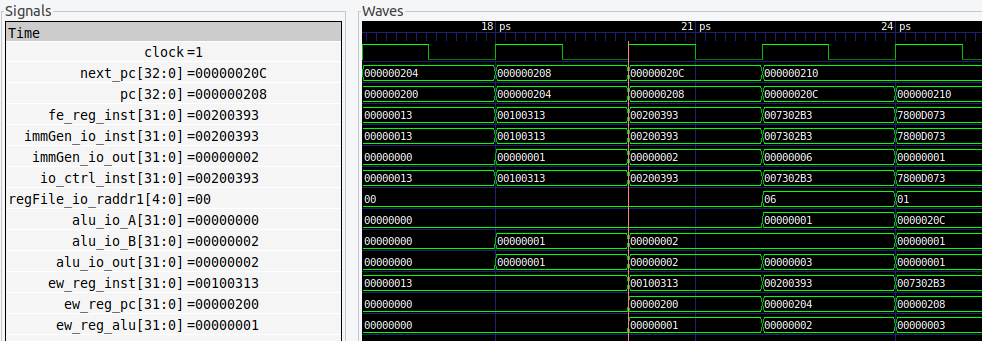 Signals
Waves
Time
18 ps
21 ps
24 ps
clock =1
next_pc[32:0] =00000020C
000000204 000000208 00000020C 000000210
pc[32:0] =000000208
000000200 000000204 000000208 00000020C 000000210
fe_reg_inst[31:0] =00200393
00000013 00100313 00200393 007302B3 7800D073
immGen_io_inst[31:0] =00200393
00000013 00100313 00200393 007302B3 7800D073
immGen_io_out[31:0] =00000002
00000000 00000001 00000002 00000006 00000001
io_ctrl_inst[31:0] =00200393
00000013 00100313 00200393 007302B3 7800D073
regFile_io_raddr1[4:0] =00
00 06 01
alu_io_A[31:0] =00000000
00000000 00000001 0000020C
alu_io_B[31:0] =00000002
00000000 00000001 00000002 00000001
alu_io_out[31:0] =00000002
00000000 00000001 00000002 00000003 00000001
ew_reg_inst[31:0] =00100313
00000013 00100313 00200393 007302B3
ew_reg_pc[31:0] =00000200
00000000 00000200 00000204 00000208
ew_reg_alu[31:0] =00000001
00000000 00000001 00000002 00000003